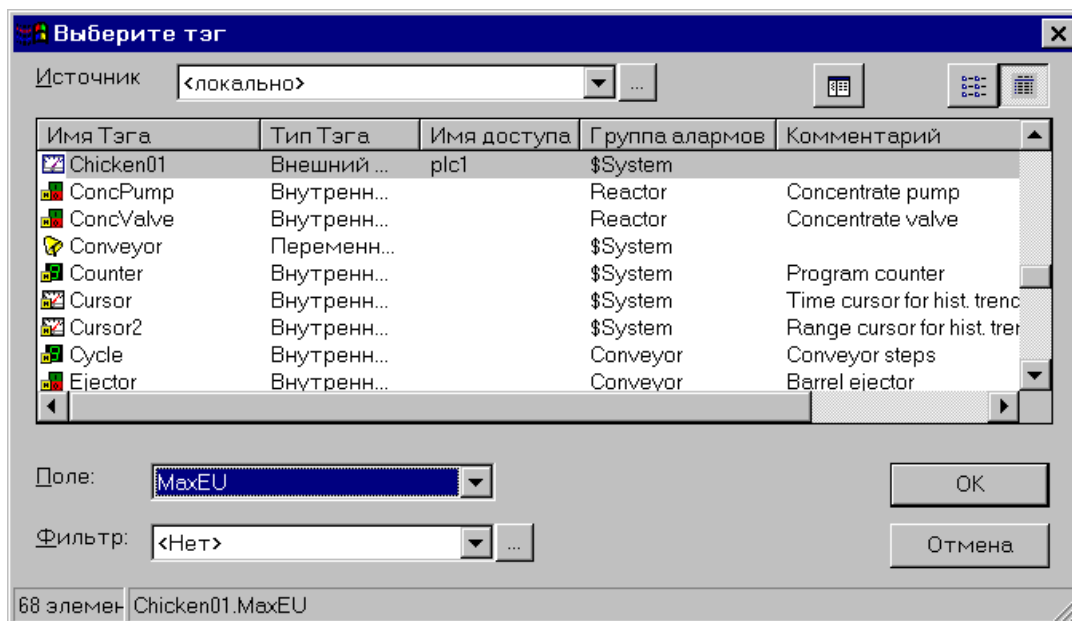 Выберите тэг
Источник <локально> ...
Имя Тэга Тип Тэга Имя доступа Группа алармов Комментарий
Chicken01 Внешний ... plc1 $System
ConcPump Внутренн... Reactor Concentrate pump
ConcValve Внутренн... Reactor Concentrate valve
Conveyor Переменн... $System
Counter Внутренн... $System Program counter
Cursor Внутренн... $System Time cursor for hist. trend
Cursor2 Внутренн... $System Range cursor for hist. tren
Cycle Внутренн... Conveyor Conveyor steps
Ejector Внутренн... Conveyor Barrel ejector
Поле: MaxEU OK
Фильтр: <Нет> ... Отмена
68 элемен Chicken01.MaxEU